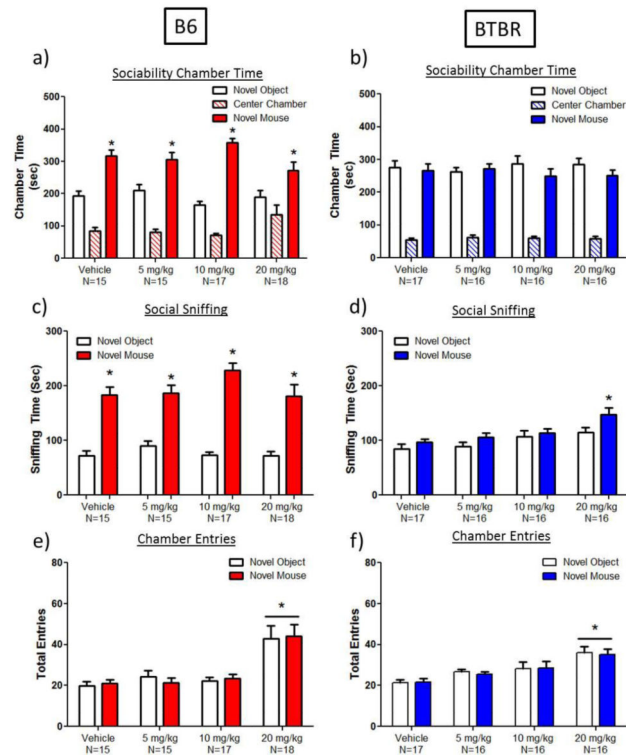 B6
BTBR
a)
Sociability Chamber Time
Novel Object
Center Chamber
Novel Mouse
Chamber Time
(sec)
500
400
300
200
100
0
*
*
*
*
Vehicle 5 mg/kg 10 mg/kg 20 mg/kg
N=15 N=15 N=17 N=18
b)
Sociability Chamber Time
Novel Object
Center Chamber
Novel Mouse
Chamber Time
(sec)
500
400
300
200
100
0
Vehicle 5 mg/kg 10 mg/kg 20 mg/kg
N=17 N=16 N=16 N=16
c)
Social Sniffing
Novel Object
Novel Mouse
Sniffing Time (Sec)
300
200
100
0
*
*
*
*
Vehicle 5 mg/kg 10 mg/kg 20 mg/kg
N=15 N=15 N=17 N=18
d)
Social Sniffing
Novel Object
Novel Mouse
Sniffing Time (Sec)
300
200
100
0
*
Vehicle 5 mg/kg 10 mg/kg 20 mg/kg
N=17 N=16 N=16 N=16
e)
Chamber Entries
Novel Object
Novel Mouse
Total Entries
80
60
40
20
0
*
Vehicle 5 mg/kg 10 mg/kg 20 mg/kg
N=15 N=15 N=17 N=18
f)
Chamber Entries
Novel Object
Novel Mouse
Total Entries
80
60
40
20
0
*
Vehicle 5 mg/kg 10 mg/kg 20 mg/kg
N=17 N=16 N=16 N=16